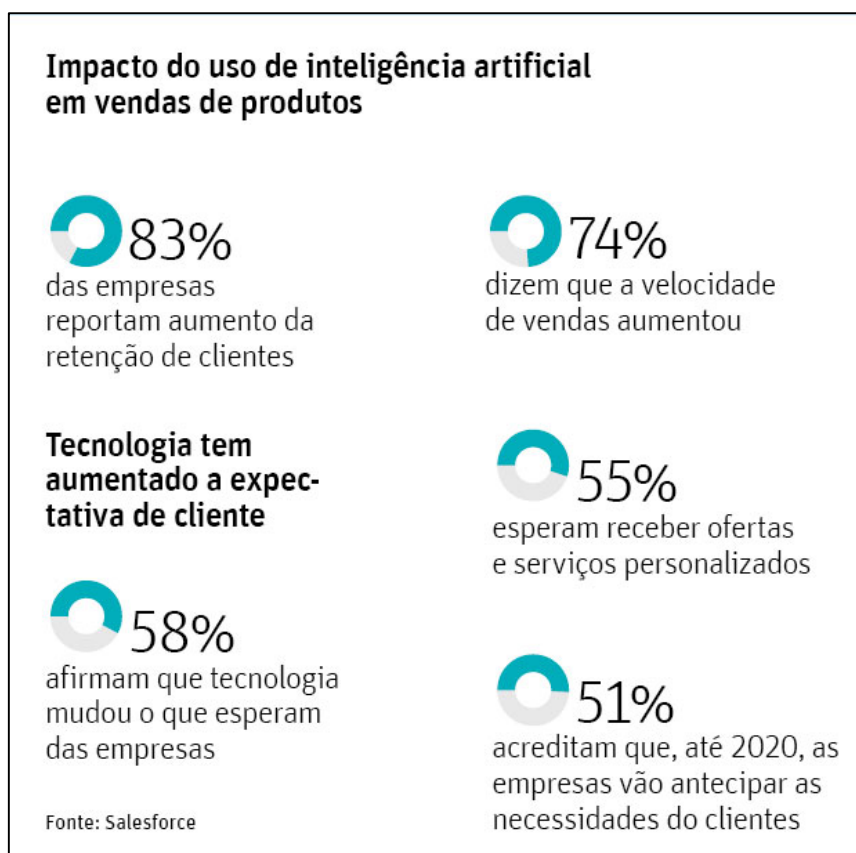 Impacto do uso de inteligência artificial
em vendas de produtos
83%
das empresas
reportam aumento da
retenção de clientes
74%
dizem que a velocidade
de vendas aumentou
Tecnologia tem
aumentado a expec-
tativa de cliente
58%
afirmam que tecnologia
mudou o que esperam
das empresas
55%
esperam receber ofertas
e serviços personalizados
51%
acreditam que, até 2020, as
empresas vão antecipar as
necessidades do clientes
Fonte: Salesforce